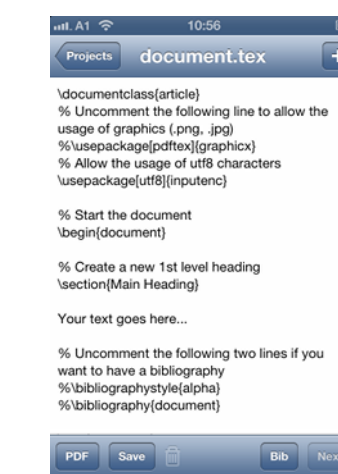 A1 10:56
Projects document.tex +
\documentclass{article}
% Uncomment the following line to allow the
usage of graphics (.png, .jpg)
%\usepackage[pdftex]{graphicx}
% Allow the usage of utf8 characters
\usepackage[utf8]{inputenc}
% Start the document
\begin{document}
% Create a new 1st level heading
\section{Main Heading}
Your text goes here...
% Uncomment the following two lines if you
want to have a bibliography
%\bibliographystyle{alpha}
%\bibliography{document}
PDF Save Bib